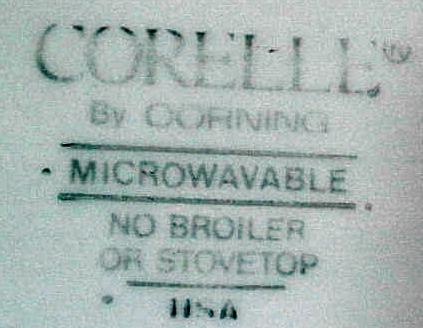 CORELLE®
By CORNING
MICROWAVABLE
NO BROILER
OR STOVETOP
USA